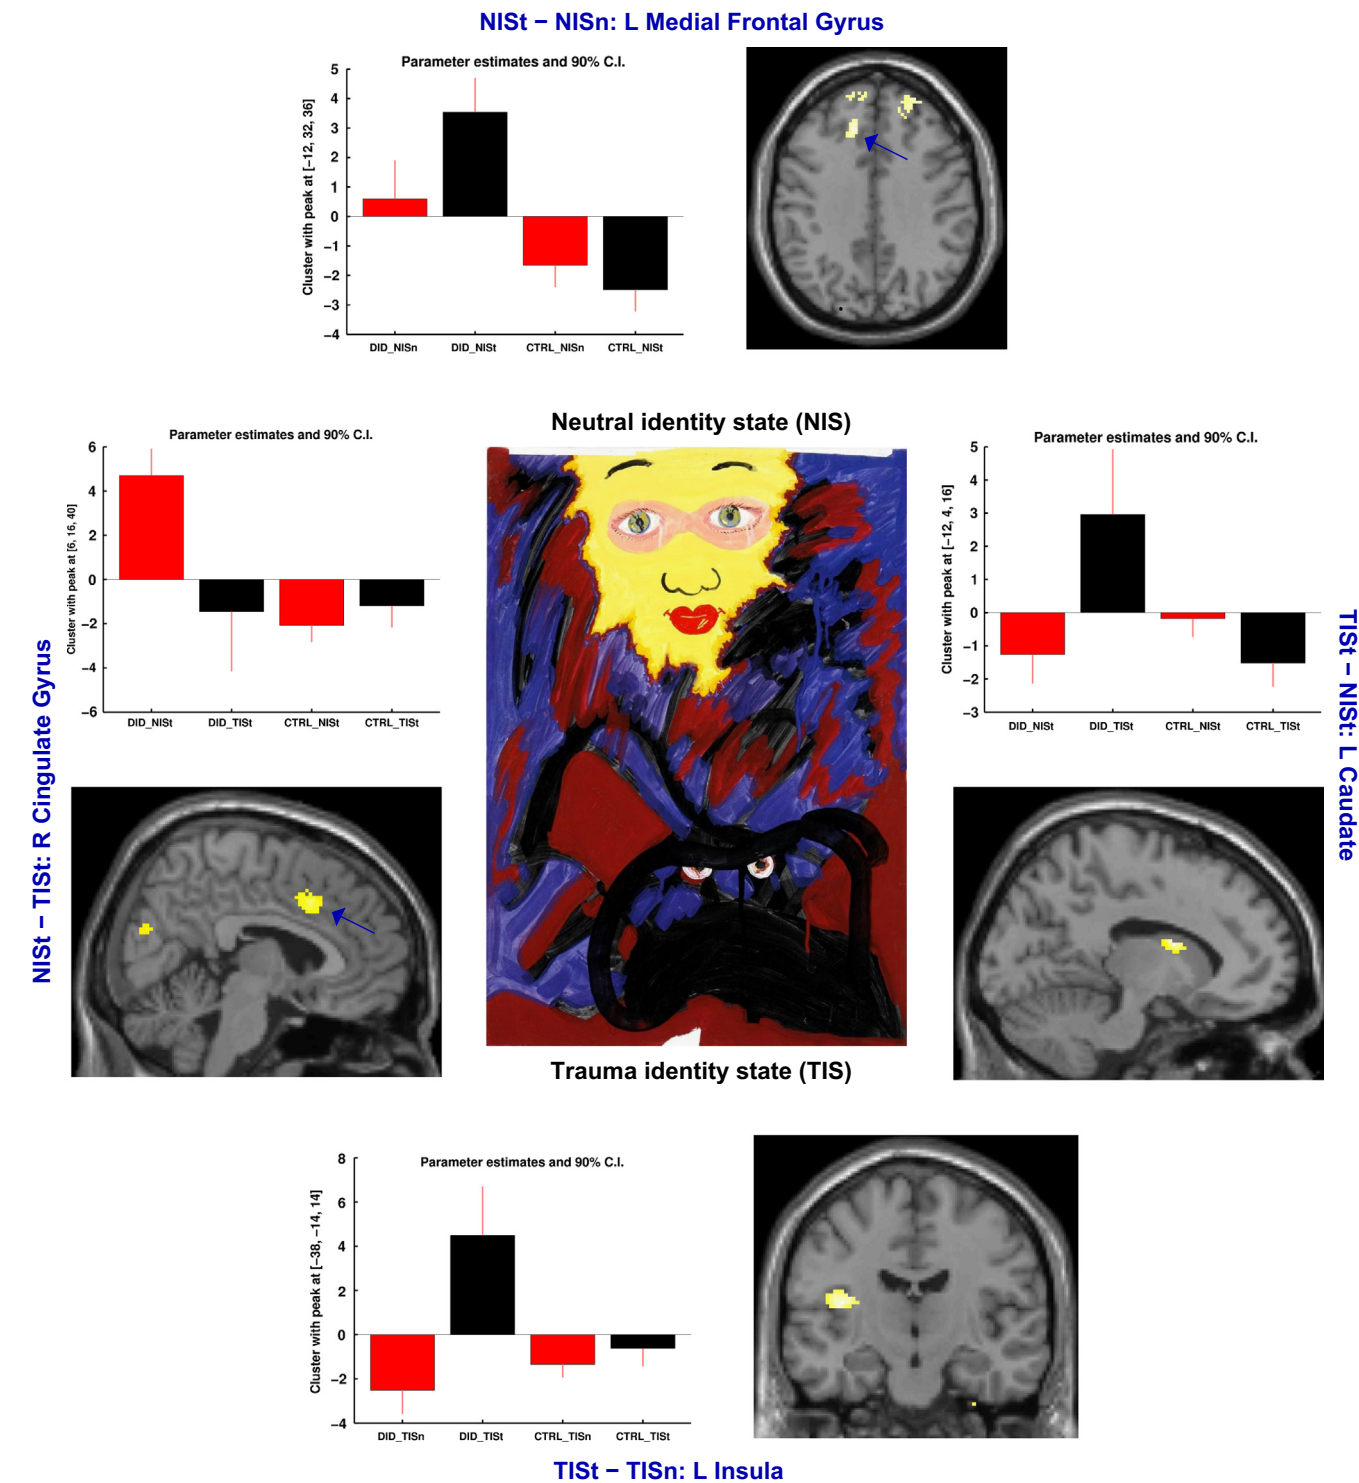 NISt − NISn: L Medial Frontal Gyrus
Parameter estimates and 90% C.I.
Cluster with peak at [−12, 32, 36]
5
4
3
2
1
0
−1
−2
−3
−4
DID_NISn DID_NISt CTRL_NISn CTRL_NISt
NISt − TISt: R Cingulate Gyrus
Parameter estimates and 90% C.I.
Cluster with peak at [6, 16, 40]
6
4
2
0
−2
−4
−6
DID_NISt DID_TISt CTRL_NISt CTRL_TISt
Neutral identity state (NIS)
Trauma identity state (TIS)
Parameter estimates and 90% C.I.
Cluster with peak at [−12, 4, 16]
5
4
3
2
1
0
−1
−2
−3
DID_NISt DID_TISt CTRL_NISt CTRL_TISt
TISt − NISt: L Caudate
Parameter estimates and 90% C.I.
Cluster with peak at [−38, −14, 14]
8
6
4
2
0
−2
−4
DID_TISn DID_TISt CTRL_TISn CTRL_TISt
TISt − TISn: L Insula